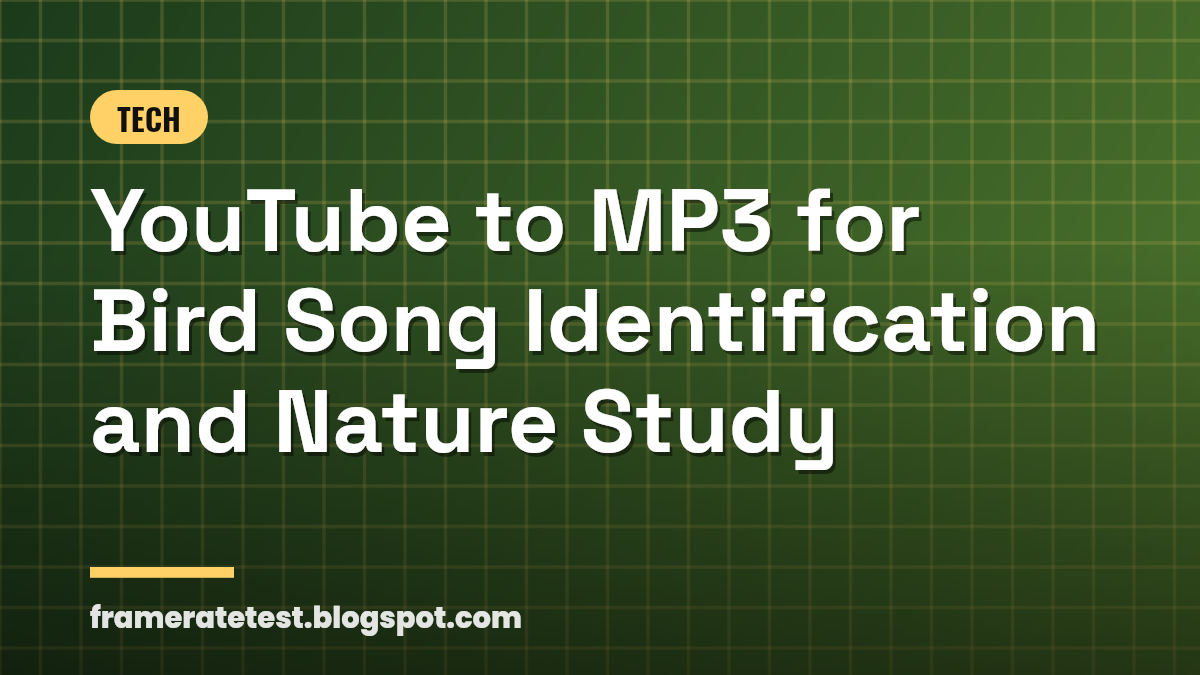 TECH
YouTube to MP3 for
Bird Song Identification
and Nature Study
frameratetest.blogspot.com